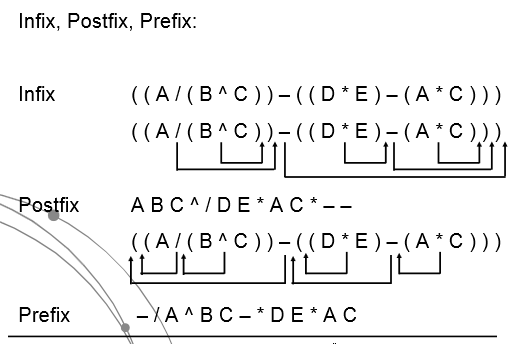 Infix, Postfix, Prefix:
Infix ( ( A / ( B ^ C ) ) – ( ( D * E ) – ( A * C ) ) )
( ( A / ( B ^ C ) ) – ( ( D * E ) – ( A * C ) ) )
Postfix A B C ^ / D E * A C * – –
( ( A / ( B ^ C ) ) – ( ( D * E ) – ( A * C ) ) )
Prefix – / A ^ B C – * D E * A C